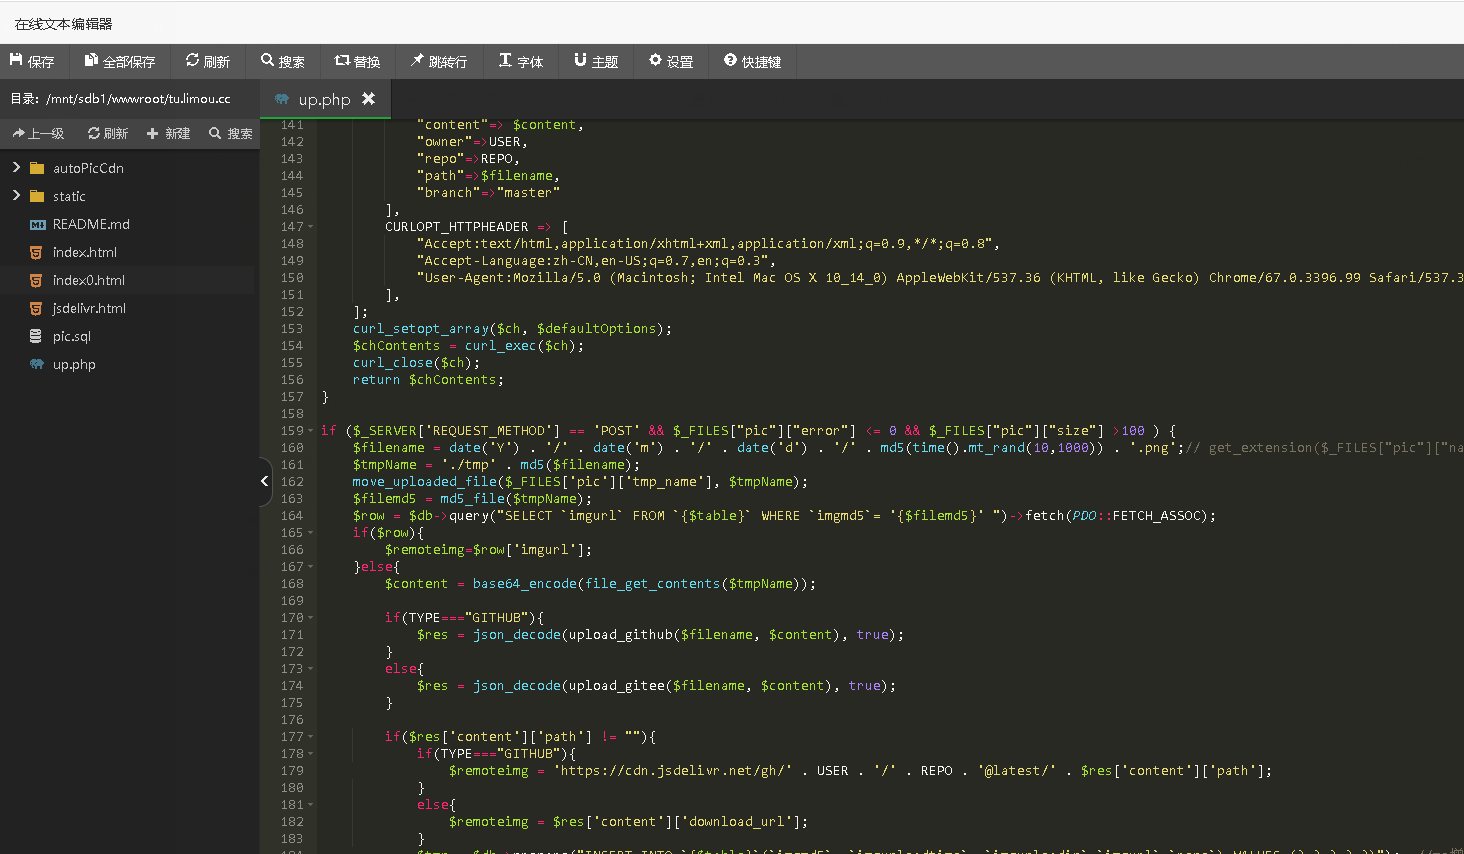 在线文本编辑器
保存 全部保存 刷新 搜索 替换 跳转行 字体 主题 设置 快捷键
目录: /mnt/sdb1/wwwroot/tu.limou.cc
up.php
上一级 刷新 新建 搜索
autoPicCdn
static
README.md
index.html
index0.html
jsdelivr.html
pic.sql
up.php
141 "content"=> $content,
142 "owner"=>USER,
143 "repo"=>REPO,
144 "path"=>$filename,
145 "branch"=>"master"
146 ],
147 CURLOPT_HTTPHEADER => [
148 "Accept:text/html,application/xhtml+xml,application/xml;q=0.9,*/*;q=0.8",
149 "Accept-Language:zh-CN,en-US;q=0.7,en;q=0.3",
150 "User-Agent:Mozilla/5.0 (Macintosh; Intel Mac OS X 10_14_0) AppleWebKit/537.36 (KHTML, like Gecko) Chrome/67.0.3396.99 Safari/537.3
151 ],
152 ];
153 curl_setopt_array($ch, $defaultOptions);
154 $chContents = curl_exec($ch);
155 curl_close($ch);
156 return $chContents;
157 }
158
159 if ($_SERVER['REQUEST_METHOD'] == 'POST' && $_FILES["pic"]["error"] <= 0 && $_FILES["pic"]["size"] >100 ) {
160 $filename = date('Y') . '/' . date('m') . '/' . date('d') . '/' . md5(time().mt_rand(10,1000)) . '.png';// get_extension($_FILES["pic"]["na
161 $tmpName = './tmp' . md5($filename);
162 move_uploaded_file($_FILES['pic']['tmp_name'], $tmpName);
163 $filemd5 = md5_file($tmpName);
164 $row = $db->query("SELECT `imgurl` FROM `{$table}` WHERE `imgmd5`= '{$filemd5}' ")->fetch(PDO::FETCH_ASSOC);
165 if($row){
166 $remoteimg=$row['imgurl'];
167 }else{
168 $content = base64_encode(file_get_contents($tmpName));
169
170 if(TYPE==="GITHUB"){
171 $res = json_decode(upload_github($filename, $content), true);
172 }
173 else{
174 $res = json_decode(upload_gitee($filename, $content), true);
175 }
176
177 if($res['content']['path'] != ""){
178 if(TYPE==="GITHUB"){
179 $remoteimg = 'https://cdn.jsdelivr.net/gh/' . USER . '/' . REPO . '@latest/' . $res['content']['path'];
180 }
181 else{
182 $remoteimg = $res['content']['download_url'];
183 }